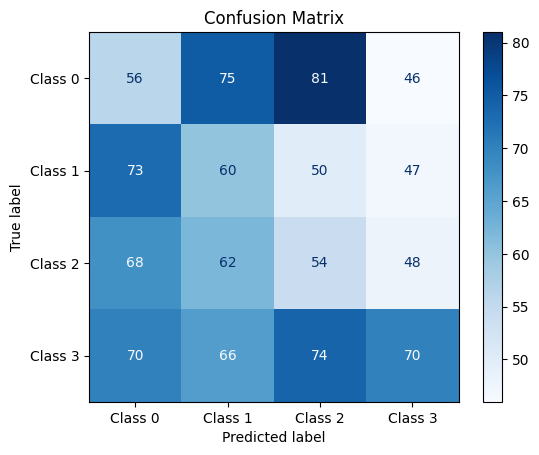 Confusion Matrix
Class 0 56 75 81 46
Class 1 73 60 50 47
Class 2 68 62 54 48
Class 3 70 66 74 70
Class 0 Class 1 Class 2 Class 3
Predicted label
True label
80
75
70
65
60
55
50